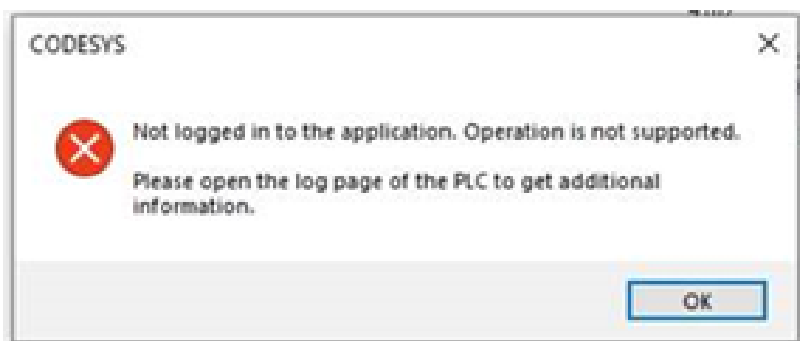 CODESYS
Not logged in to the application. Operation is not supported.
Please open the log page of the PLC to get additional
information.
OK